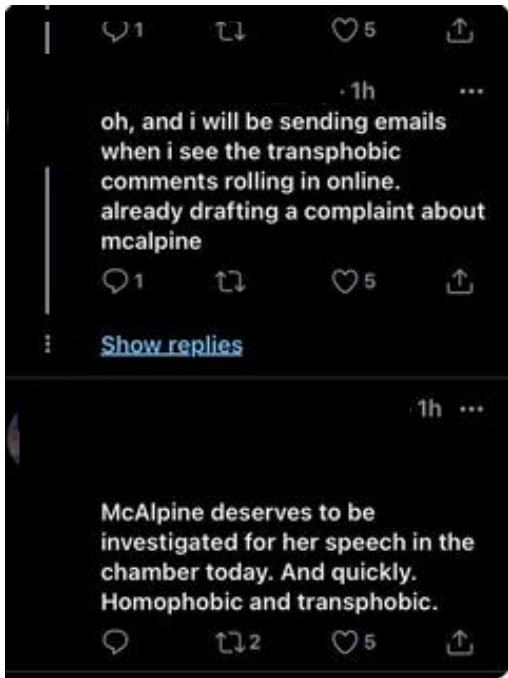 1 5
· 1h ...
oh, and i will be sending emails
when i see the transphobic
comments rolling in online.
already drafting a complaint about
mcalpine
1 5
Show replies
1h ...
McAlpine deserves to be
investigated for her speech in the
chamber today. And quickly.
Homophobic and transphobic.
2 5